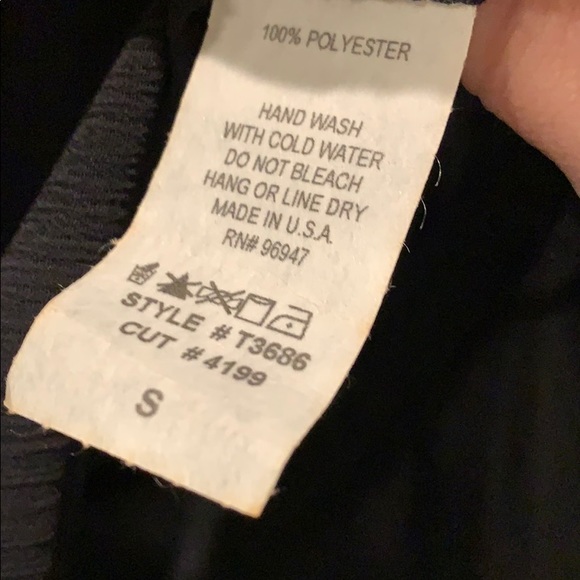 100% POLYESTER
HAND WASH
WITH COLD WATER
DO NOT BLEACH
HANG OR LINE DRY
MADE IN U.S.A.
RN# 96947
STYLE # T3686
CUT # 4199
S